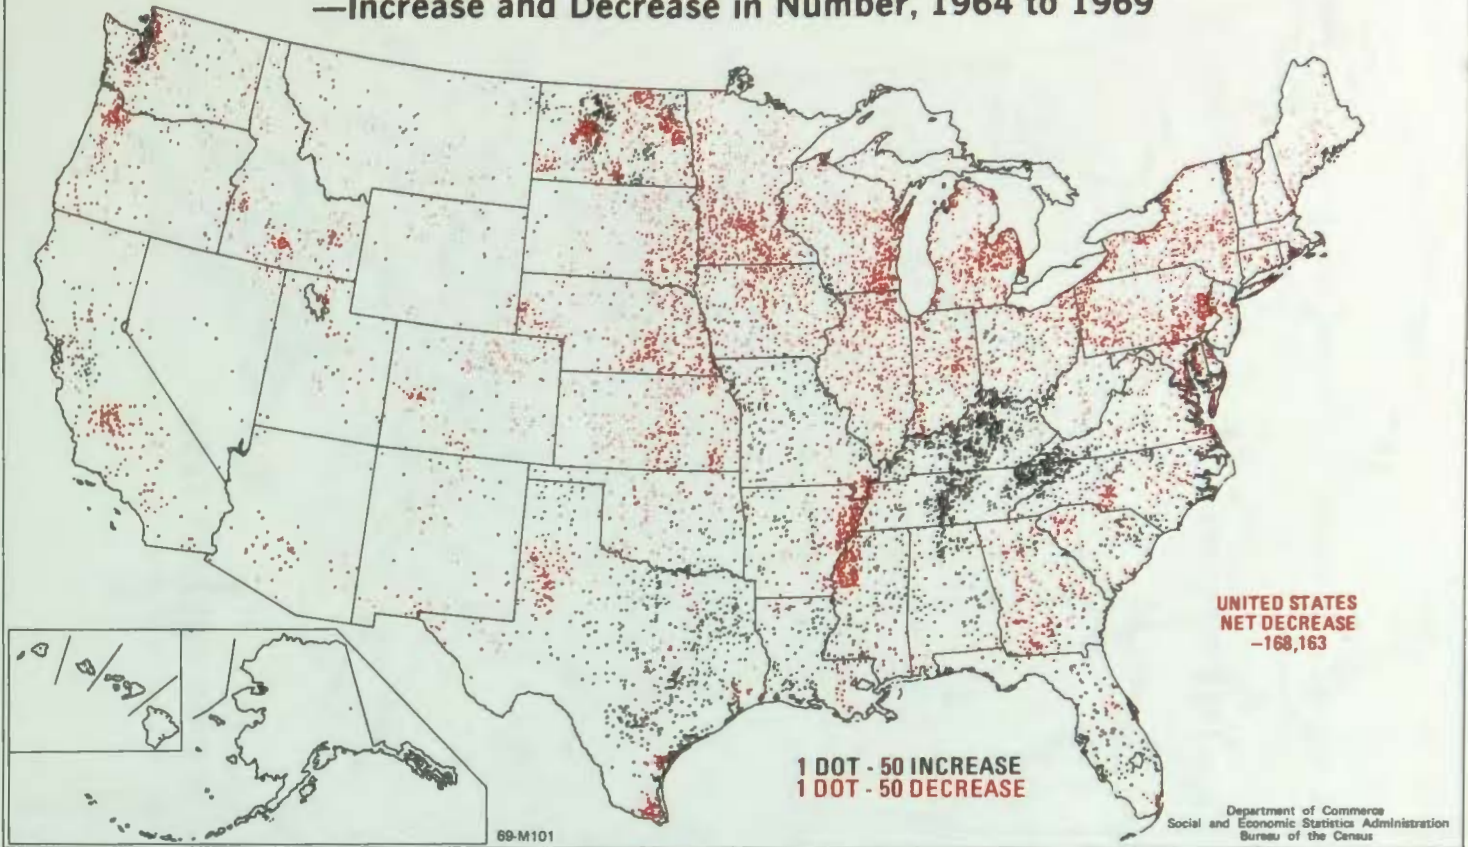 —Increase and Decrease in Number, 1964 to 1969
UNITED STATES
NET DECREASE
—168,163
1 DOT - 50 INCREASE
1 DOT - 50 DECREASE
69-M101
Department of Commerce
Social and Economic Statistics Administration
Bureau of the Census